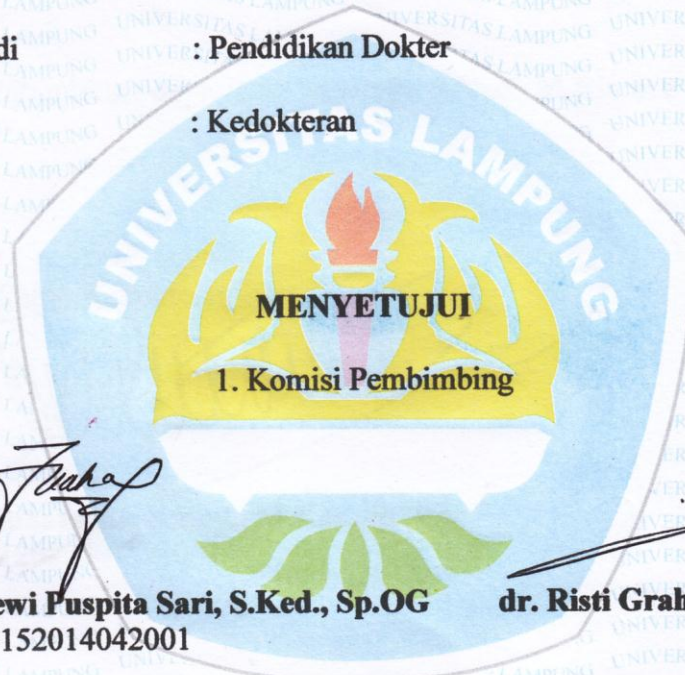 di : Pendidikan Dokter
: Kedokteran
UNIVERSITAS LAMPUNG
MENYETUJUI
1. Komisi Pembimbing
ewi Puspita Sari, S.Ked., Sp.OG dr. Risti Grah
152014042001